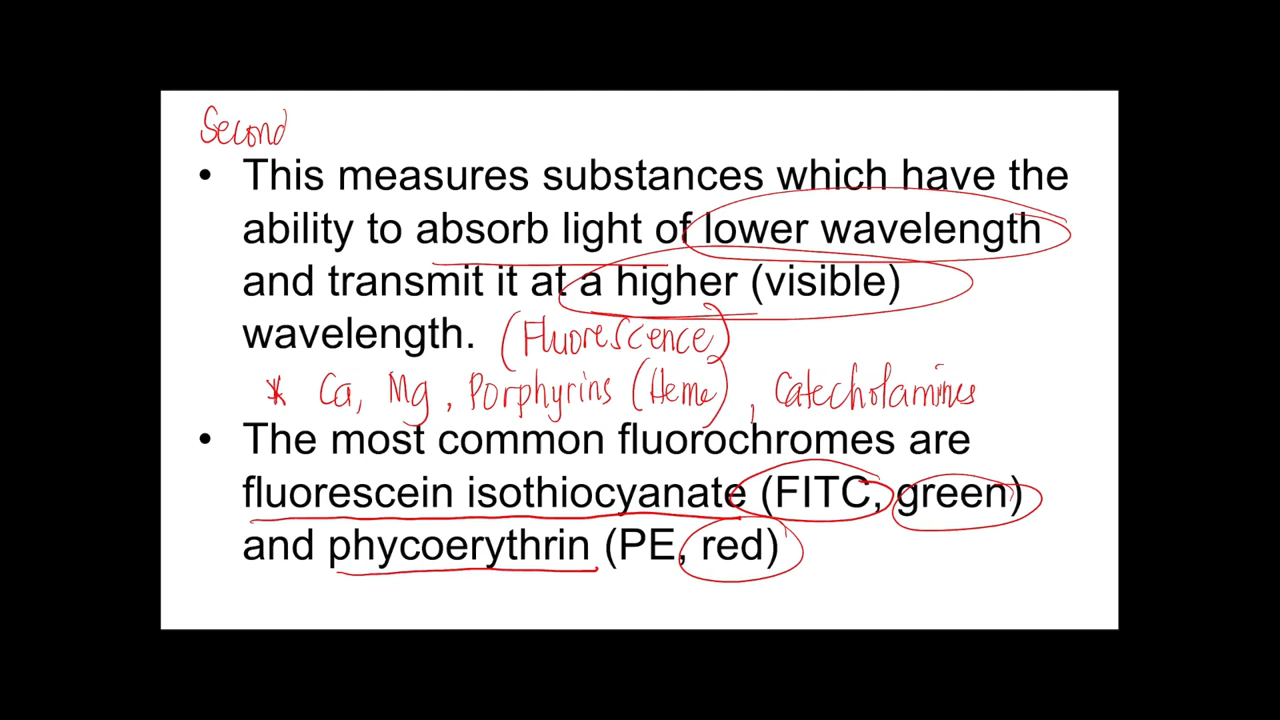 Second
• This measures substances which have the
ability to absorb light of lower wavelength
and transmit it at a higher (visible)
wavelength. (Fluorescence)
* Ca, Mg, Porphyrins (Heme), Catecholamines
• The most common fluorochromes are
fluorescein isothiocyanate (FITC, green)
and phycoerythrin (PE, red)